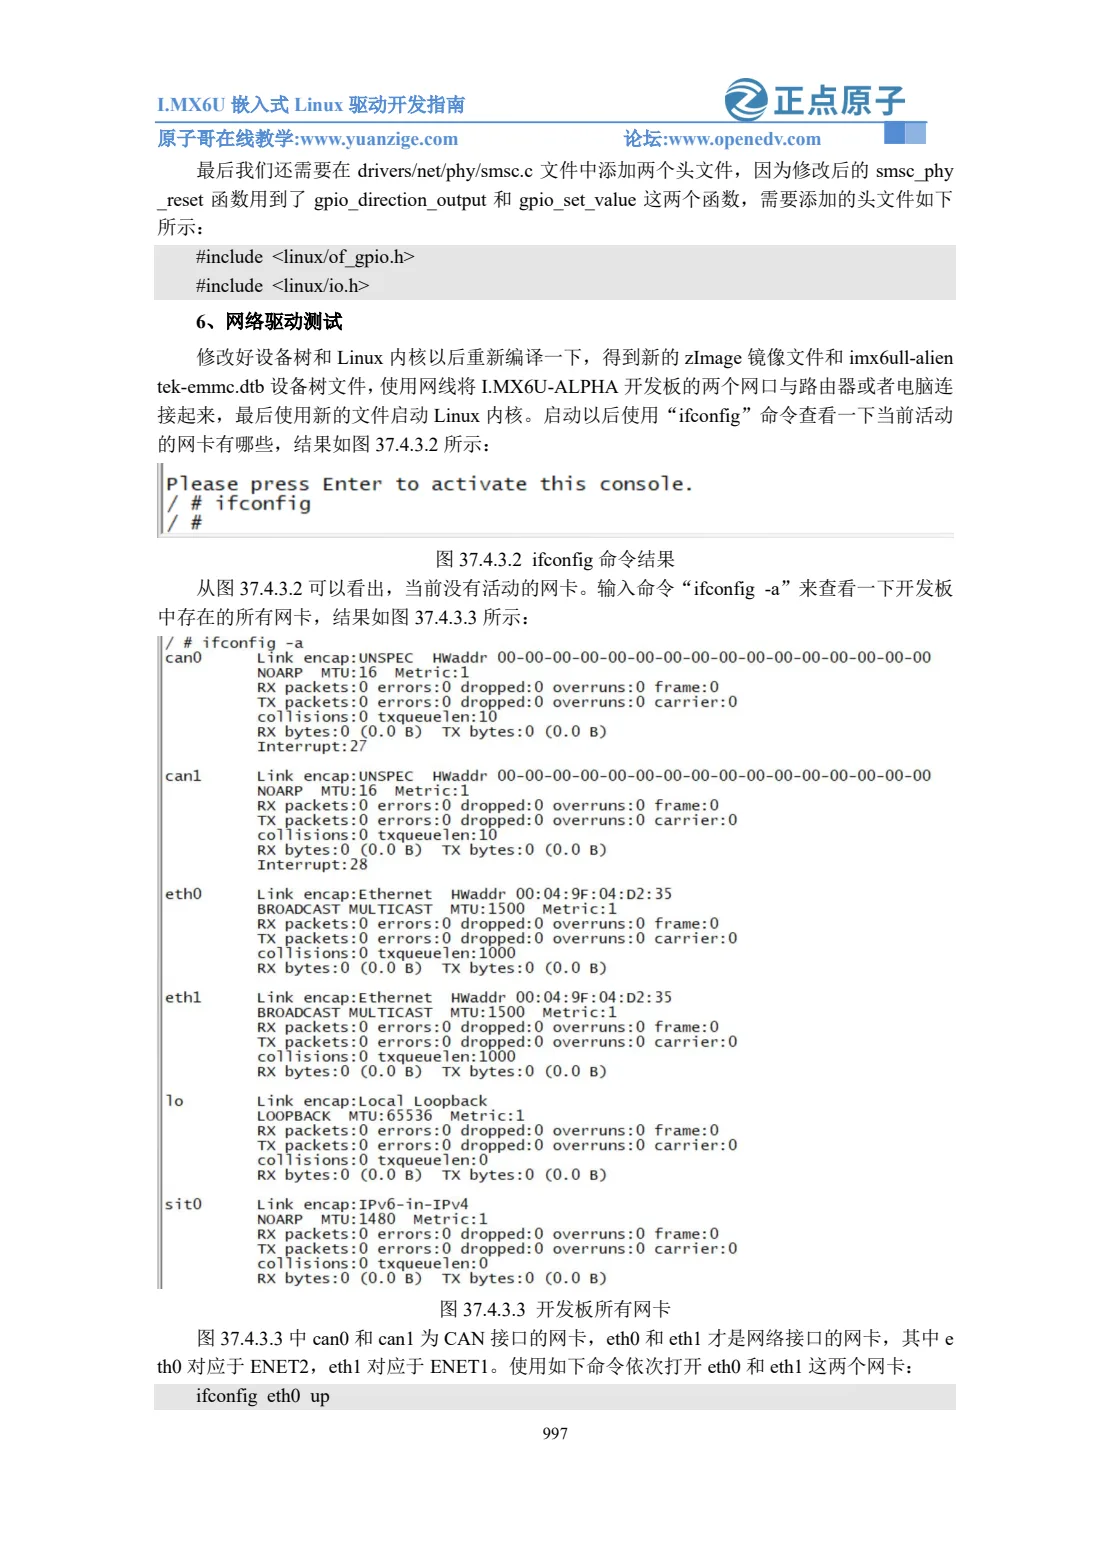 I.MX6U 嵌入式 Linux 驱动开发指南
正点原子
原子哥在线教学:www.yuanzige.com 论坛:www.openedv.com
最后我们还需要在 drivers/net/phy/smsc.c 文件中添加两个头文件，因为修改后的 smsc_phy
_reset 函数用到了 gpio_direction_output 和 gpio_set_value 这两个函数，需要添加的头文件如下
所示：
#include <linux/of_gpio.h>
#include <linux/io.h>
6、网络驱动测试
修改好设备树和 Linux 内核以后重新编译一下，得到新的 zImage 镜像文件和 imx6ull-alien
tek-emmc.dtb 设备树文件，使用网线将 I.MX6U-ALPHA 开发板的两个网口与路由器或者电脑连
接起来，最后使用新的文件启动 Linux 内核。启动以后使用“ifconfig”命令查看一下当前活动
的网卡有哪些，结果如图 37.4.3.2 所示：
Please press Enter to activate this console.
/ # ifconfig
/ #
图 37.4.3.2 ifconfig 命令结果
从图 37.4.3.2 可以看出，当前没有活动的网卡。输入命令“ifconfig -a”来查看一下开发板
中存在的所有网卡，结果如图 37.4.3.3 所示：
/ # ifconfig -a
can0 Link encap:UNSPEC HWaddr 00-00-00-00-00-00-00-00-00-00-00-00-00-00-00-00
NOARP MTU:16 Metric:1
RX packets:0 errors:0 dropped:0 overruns:0 frame:0
TX packets:0 errors:0 dropped:0 overruns:0 carrier:0
collisions:0 txqueuelen:10
RX bytes:0 (0.0 B) TX bytes:0 (0.0 B)
Interrupt:27
can1 Link encap:UNSPEC HWaddr 00-00-00-00-00-00-00-00-00-00-00-00-00-00-00-00
NOARP MTU:16 Metric:1
RX packets:0 errors:0 dropped:0 overruns:0 frame:0
TX packets:0 errors:0 dropped:0 overruns:0 carrier:0
collisions:0 txqueuelen:10
RX bytes:0 (0.0 B) TX bytes:0 (0.0 B)
Interrupt:28
eth0 Link encap:Ethernet HWaddr 00:04:9F:04:D2:35
BROADCAST MULTICAST MTU:1500 Metric:1
RX packets:0 errors:0 dropped:0 overruns:0 frame:0
TX packets:0 errors:0 dropped:0 overruns:0 carrier:0
collisions:0 txqueuelen:1000
RX bytes:0 (0.0 B) TX bytes:0 (0.0 B)
eth1 Link encap:Ethernet HWaddr 00:04:9F:04:D2:35
BROADCAST MULTICAST MTU:1500 Metric:1
RX packets:0 errors:0 dropped:0 overruns:0 frame:0
TX packets:0 errors:0 dropped:0 overruns:0 carrier:0
collisions:0 txqueuelen:1000
RX bytes:0 (0.0 B) TX bytes:0 (0.0 B)
lo Link encap:Local Loopback
LOOPBACK MTU:65536 Metric:1
RX packets:0 errors:0 dropped:0 overruns:0 frame:0
TX packets:0 errors:0 dropped:0 overruns:0 carrier:0
collisions:0 txqueuelen:0
RX bytes:0 (0.0 B) TX bytes:0 (0.0 B)
sit0 Link encap:IPv6-in-IPv4
NOARP MTU:1480 Metric:1
RX packets:0 errors:0 dropped:0 overruns:0 frame:0
TX packets:0 errors:0 dropped:0 overruns:0 carrier:0
collisions:0 txqueuelen:0
RX bytes:0 (0.0 B) TX bytes:0 (0.0 B)
图 37.4.3.3 开发板所有网卡
图 37.4.3.3 中 can0 和 can1 为 CAN 接口的网卡，eth0 和 eth1 才是网络接口的网卡，其中 e
th0 对应于 ENET2，eth1 对应于 ENET1。使用如下命令依次打开 eth0 和 eth1 这两个网卡：
ifconfig eth0 up
997